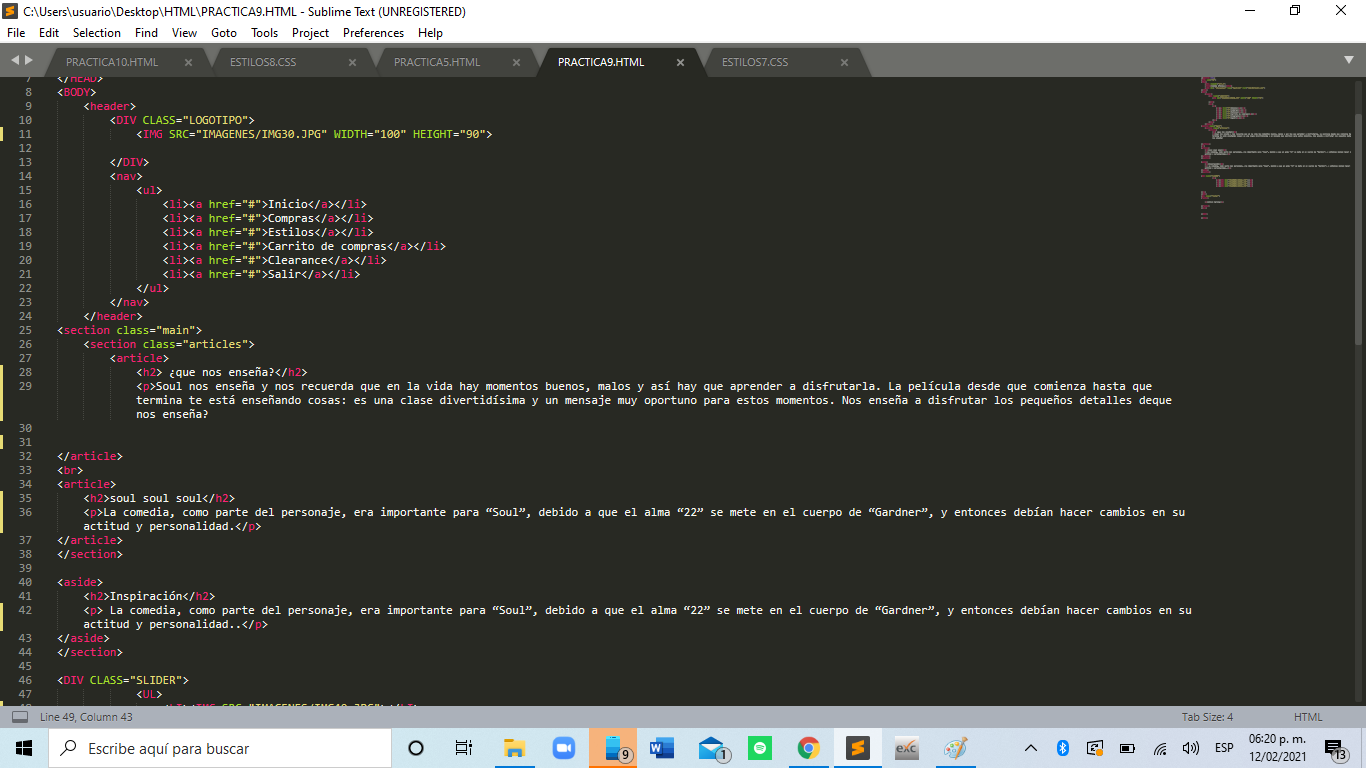 C:\Users\usuario\Desktop\HTML\PRACTICA9.HTML - Sublime Text (UNREGISTERED)
File Edit Selection Find View Goto Tools Project Preferences Help
PRACTICA10.HTML × ESTILOS8.CSS × PRACTICA5.HTML × PRACTICA9.HTML × ESTILOS7.CSS ×
7 </HEAD>
8 <BODY>
9 <header>
10 <DIV CLASS="LOGOTIPO">
11 <IMG SRC="IMAGENES/IMG30.JPG" WIDTH="100" HEIGHT="90">
12
13 </DIV>
14 <nav>
15 <ul>
16 <li><a href="#">Inicio</a></li>
17 <li><a href="#">Compras</a></li>
18 <li><a href="#">Estilos</a></li>
19 <li><a href="#">Carrito de compras</a></li>
20 <li><a href="#">Clearance</a></li>
21 <li><a href="#">Salir</a></li>
22 </ul>
23 </nav>
24 </header>
25 <section class="main">
26 <section class="articles">
27 <article>
28 <h2> ¿que nos enseña?</h2>
29 <p>Soul nos enseña y nos recuerda que en la vida hay momentos buenos, malos y así hay que aprender a disfrutarla. La película desde que comienza hasta que
termina te está enseñando cosas: es una clase divertidísima y un mensaje muy oportuno para estos momentos. Nos enseña a disfrutar los pequeños detalles deque
nos enseña?
30
31
32 </article>
33 <br>
34 <article>
35 <h2>soul soul soul</h2>
36 <p>La comedia, como parte del personaje, era importante para “Soul”, debido a que el alma “22” se mete en el cuerpo de “Gardner”, y entonces debían hacer cambios en su
actitud y personalidad.</p>
37 </article>
38 </section>
39
40 <aside>
41 <h2>Inspiración</h2>
42 <p> La comedia, como parte del personaje, era importante para “Soul”, debido a que el alma “22” se mete en el cuerpo de “Gardner”, y entonces debían hacer cambios en su
actitud y personalidad..</p>
43 </aside>
44 </section>
45
46 <DIV CLASS="SLIDER">
47 <UL>
Line 49, Column 43 Tab Size: 4 HTML
Escribe aquí para buscar 9 1 exc ESP 06:20 p. m. 13
12/02/2021